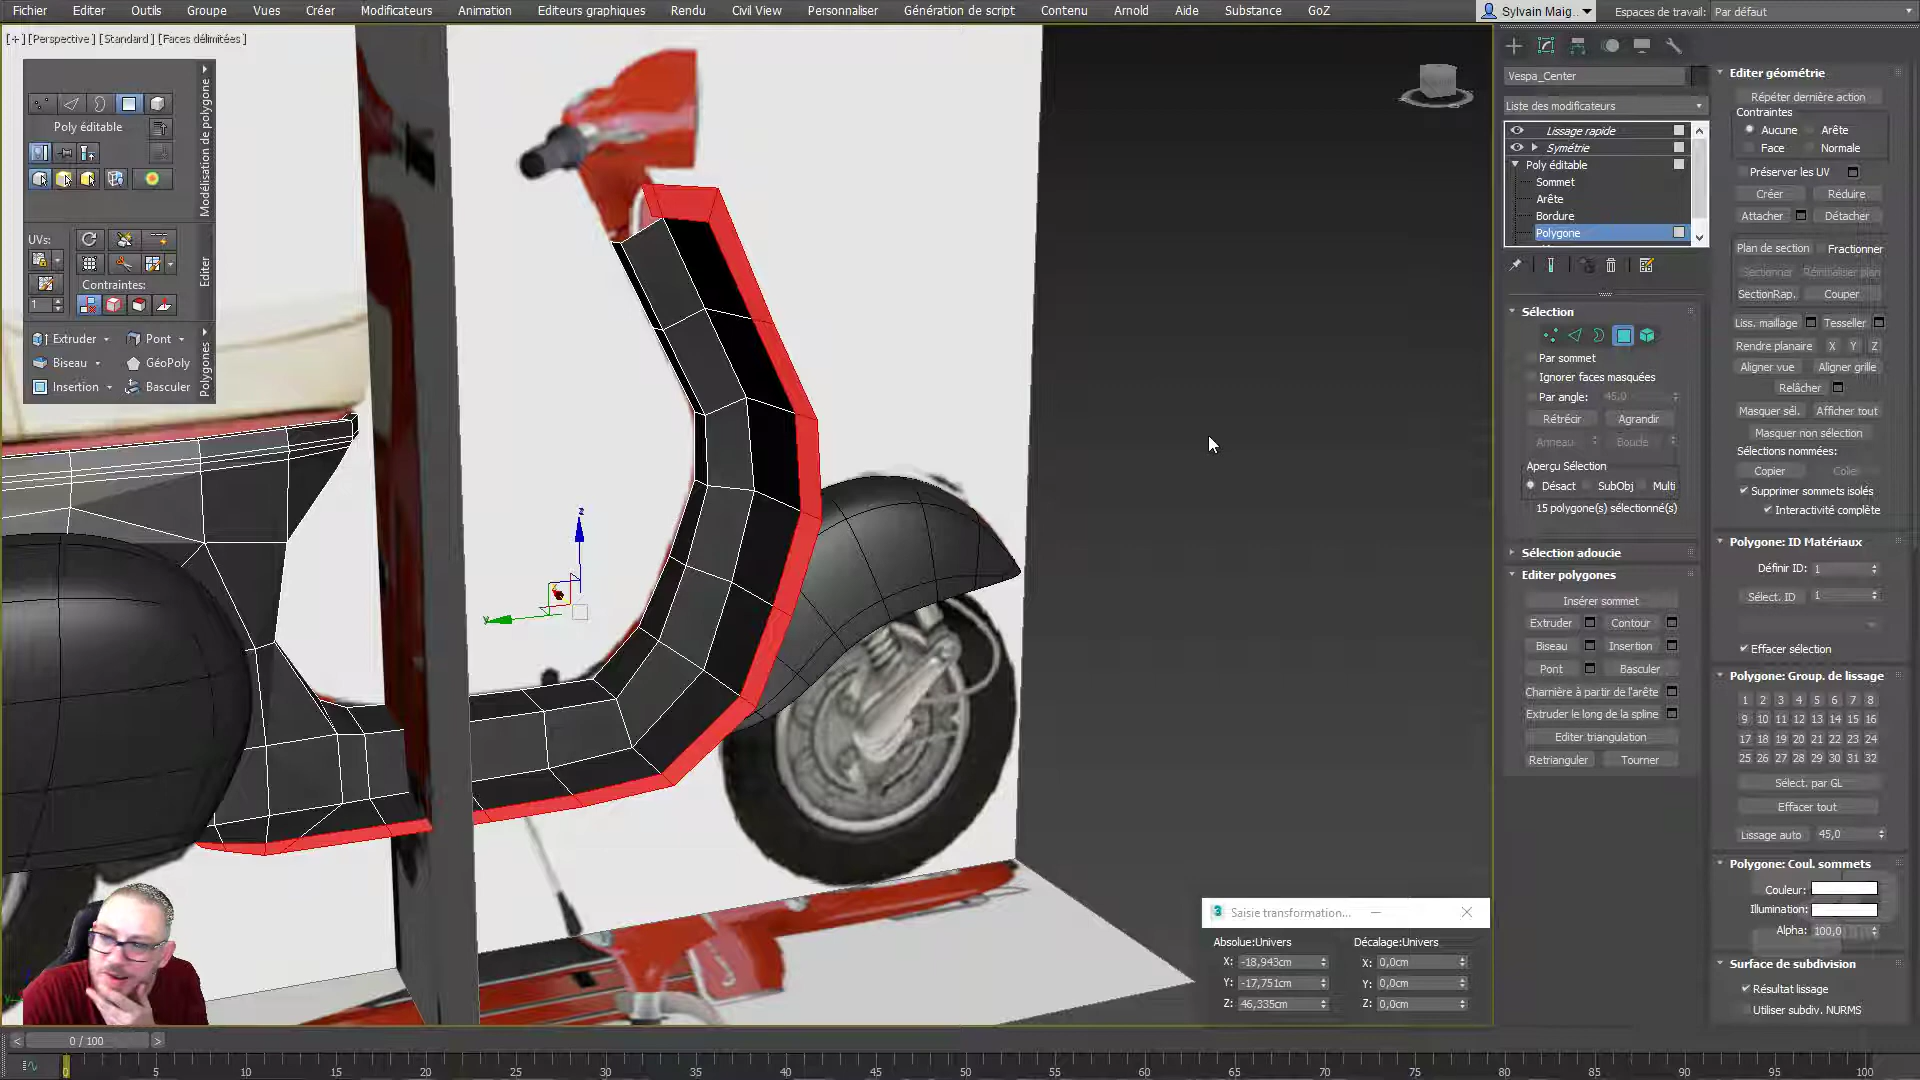 Fichier Editer Outils Groupe Vues Créer Modificateurs Animation Editeurs graphiques Rendu Civil View Personnaliser Génération de script Contenu Arnold Aide Substance GoZ Sylvain Maig... Espaces de travail: Par défaut
[+][Perspective][Standard][Faces délimitées]
Modélisation de polygone
Poly éditable
UVs:
Editer
Contraintes:
1
Extruder Pont
Biseau GéoPoly
Insertion Basculer
Polygones
Vespa_Center
Liste des modificateurs
Lissage rapide
Symétrie
Poly éditable
Sommet
Arête
Bordure
Polygone
Sélection
Par sommet
Ignorer faces masquées
Par angle: 45,0
Rétrécir Agrandir
Anneau Boucle
Aperçu Sélection
Désact SubObj Multi
15 polygone(s) sélectionné(s)
Sélection adoucie
Editer polygones
Insérer sommet
Extruder Contour
Biseau Insertion
Pont Basculer
Charnière à partir de l'arête
Extruder le long de la spline
Editer triangulation
Retrianguler Tourner
Editer géométrie
Répéter dernière action
Contraintes
Aucune Arête
Face Normale
Préserver les UV
Créer Réduire
Attacher Détacher
Plan de section Fractionner
Sectionner Réinitialiser plan
SectionRap. Couper
Liss. maillage Tesseller
Rendre planaire X Y Z
Aligner vue Aligner grille
Relâcher
Masquer sél. Afficher tout
Masquer non sélection
Sélections nommées:
Copier
Supprimer sommets isolés
Interactivité complète
Polygone: ID Matériaux
Définir ID: 1
Sélect. ID 1
Effacer sélection
Polygone: Group. de lissage
1 2 3 4 5 6 7 8
9 10 11 12 13 14 15 16
17 18 19 20 21 22 23 24
25 26 27 28 29 30 31 32
Sélect. par GL
Effacer tout
Lissage auto 45,0
Polygone: Coul. sommets
Couleur:
Illumination:
Alpha: 100,0
Surface de subdivision
Résultat lissage
Utiliser subdiv. NURMS
z
y
Saisie transformation...
Absolue:Univers Décalage:Univers
X: -18,943cm X: 0,0cm
Y: -17,751cm Y: 0,0cm
Z: 46,335cm Z: 0,0cm
< 0 / 100 >
0 5 10 15 20 25 30 35 40 45 50 55 60 65 70 75 80 85 90 95 100